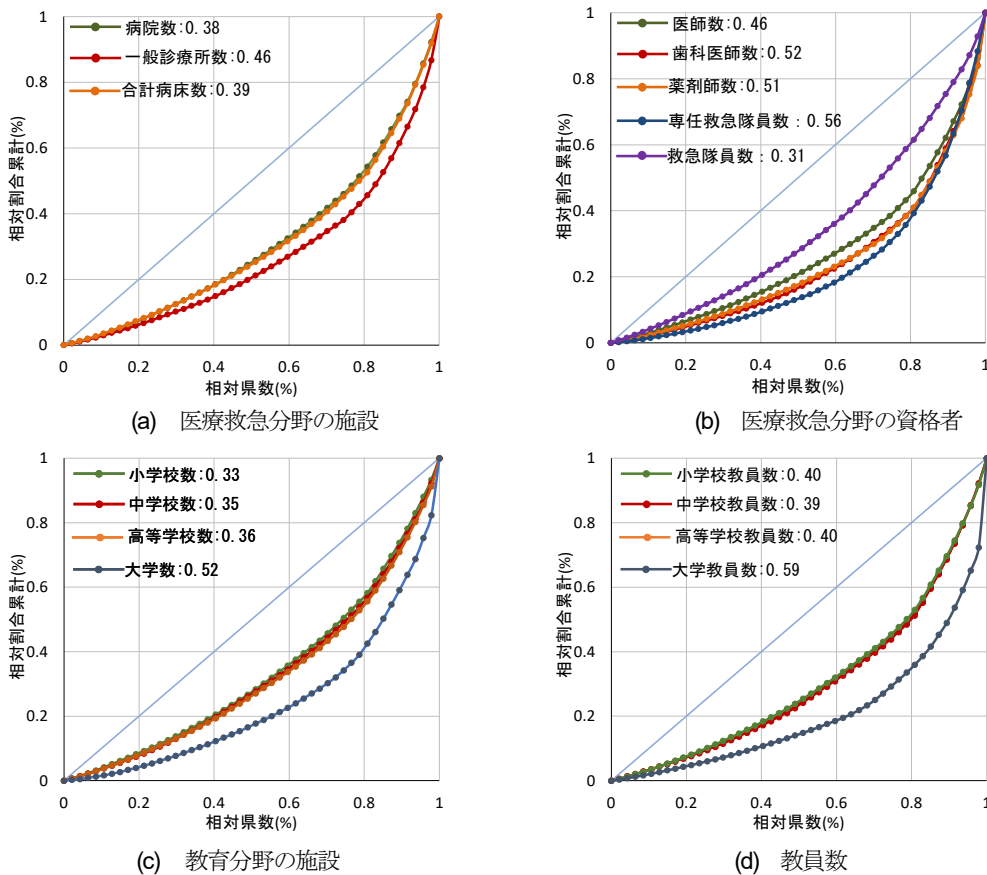 病院数:0.38
一般診療所数:0.46
合計病床数:0.39
相対割合累計(%)
1
0.8
0.6
0.4
0.2
0
0 0.2 0.4 0.6 0.8 1
相対県数(%)
(a) 医療救急分野の施設
医師数:0.46
歯科医師数:0.52
薬剤師数:0.51
専任救急隊員数：0.56
救急隊員数：0.31
相対割合累計(%)
1
0.8
0.6
0.4
0.2
0
0 0.2 0.4 0.6 0.8 1
相対県数(%)
(b) 医療救急分野の資格者
小学校数:0.33
中学校数:0.35
高等学校数:0.36
大学数:0.52
相対割合累計(%)
1
0.8
0.6
0.4
0.2
0
0 0.2 0.4 0.6 0.8 1
相対県数(%)
(c) 教育分野の施設
小学校教員数:0.40
中学校教員数:0.39
高等学校教員数:0.40
大学教員数:0.59
相対割合累計(%)
1
0.8
0.6
0.4
0.2
0
0 0.2 0.4 0.6 0.8 1
相対県数(%)
(d) 教員数